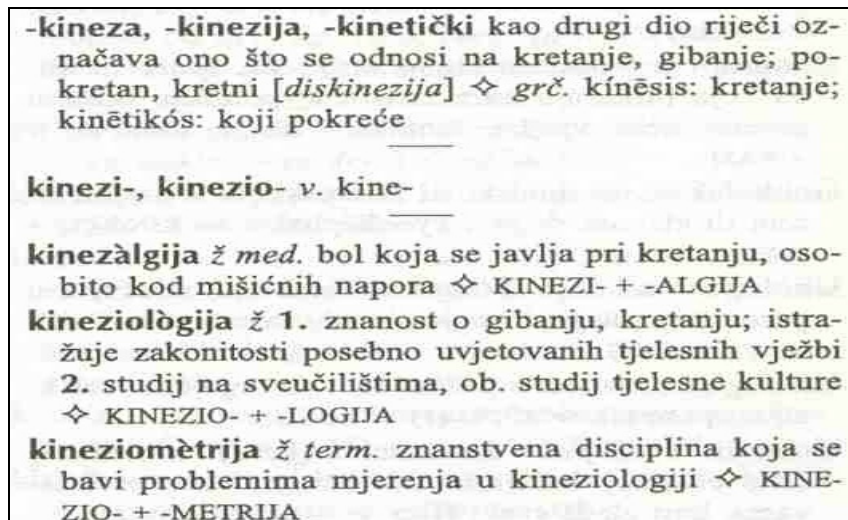 -kineza, -kinezija, -kinetički kao drugi dio riječi oz-
načava ono što se odnosi na kretanje, gibanje; po-
kretan, kretni [diskinezija] ✧ grč. kínēsis: kretanje;
kinētikós: koji pokreće
kinezi-, kinezio- v. kine-
kinezàlgija ž med. bol koja se javlja pri kretanju, oso-
bito kod mišićnih napora ✧ KINEZI- + -ALGIJA
kineziològija ž 1. znanost o gibanju, kretanju; istra-
žuje zakonitosti posebno uvjetovanih tjelesnih vježbi
2. studij na sveučilištima, ob. studij tjelesne kulture
✧ KINEZIO- + -LOGIJA
kineziomètrija ž term. znanstvena disciplina koja se
bavi problemima mjerenja u kineziologiji ✧ KINE-
ZIO- + -METRIJA